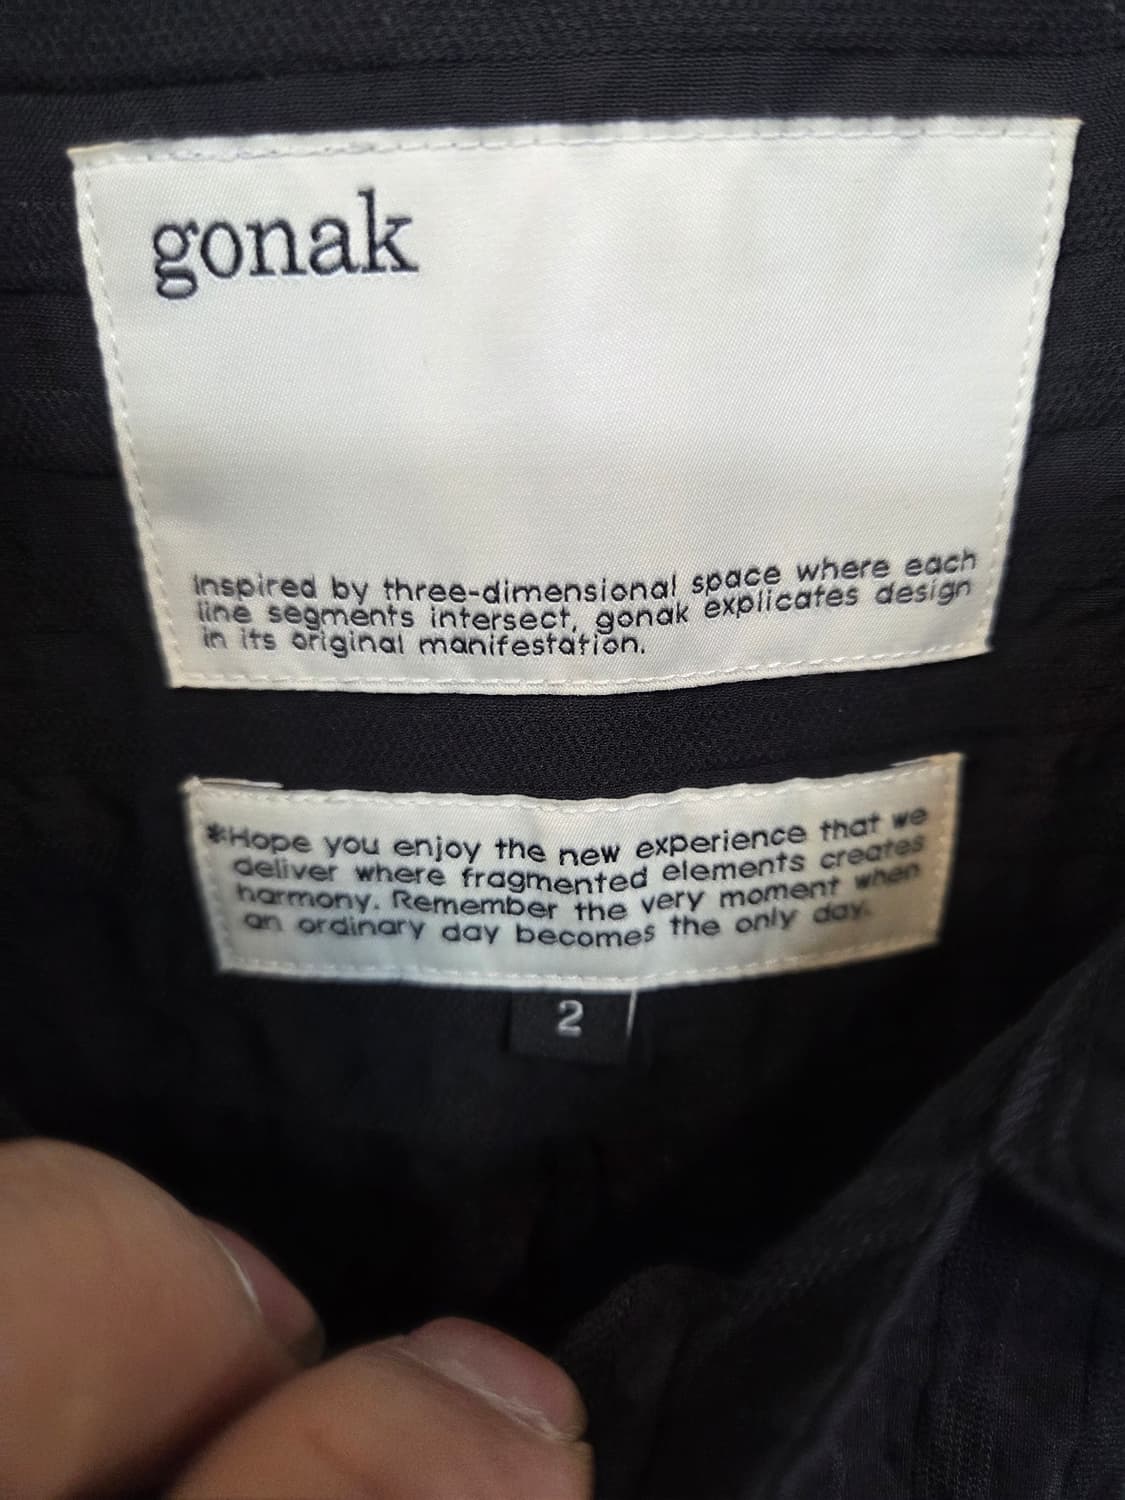 gonak
Inspired by three-dimensional space where each
line segments intersect, gonak explicates design
in its original manifestation.
*Hope you enjoy the new experience that we
deliver where fragmented elements creates
harmony. Remember the very moment when
an ordinary day becomes the only day.
2